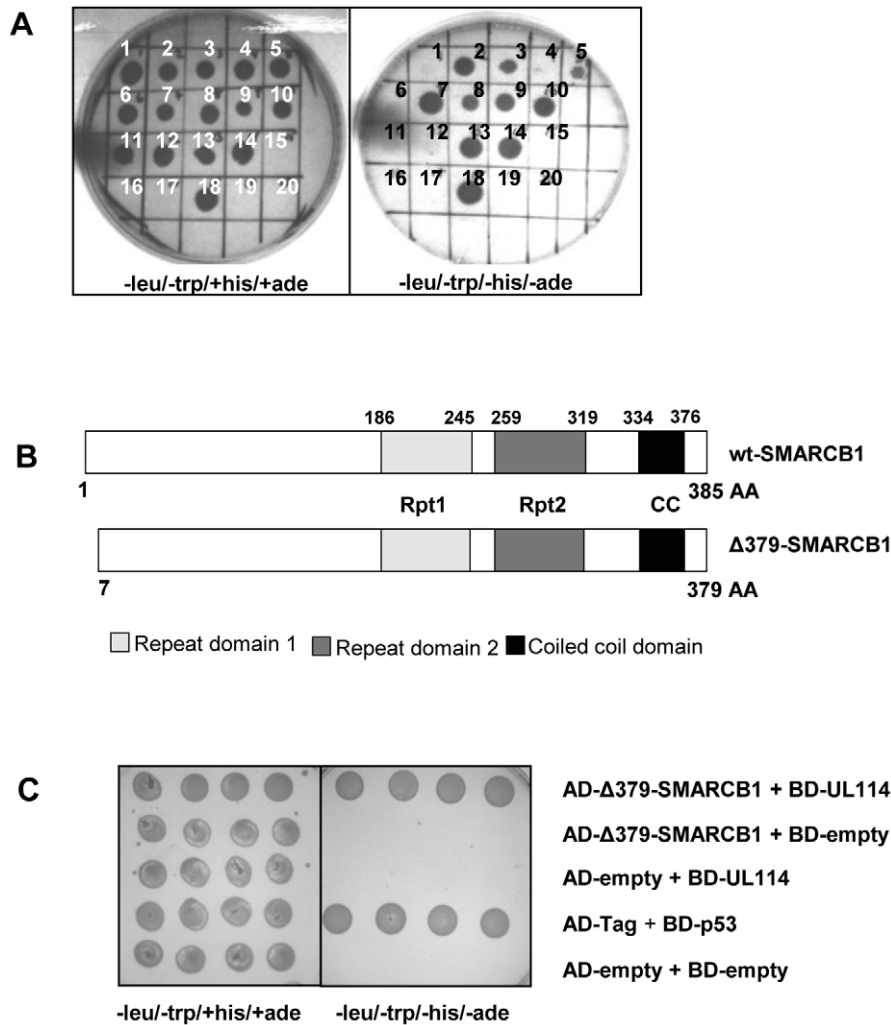 A
1 2 3 4 5
6 7 8 9 10
11 12 13 14 15
16 17 18 19 20
-leu/-trp/+his/+ade
1 2 3 4 5
6 7 8 9 10
11 12 13 14 15
16 17 18 19 20
-leu/-trp/-his/-ade
B
186 245 259 319 334 376
wt-SMARCB1
1 385 AA
Rpt1 Rpt2 CC
Δ379-SMARCB1
7 379 AA
Repeat domain 1 Repeat domain 2 Coiled coil domain
C
AD-Δ379-SMARCB1 + BD-UL114
AD-Δ379-SMARCB1 + BD-empty
AD-empty + BD-UL114
AD-Tag + BD-p53
AD-empty + BD-empty
-leu/-trp/+his/+ade -leu/-trp/-his/-ade